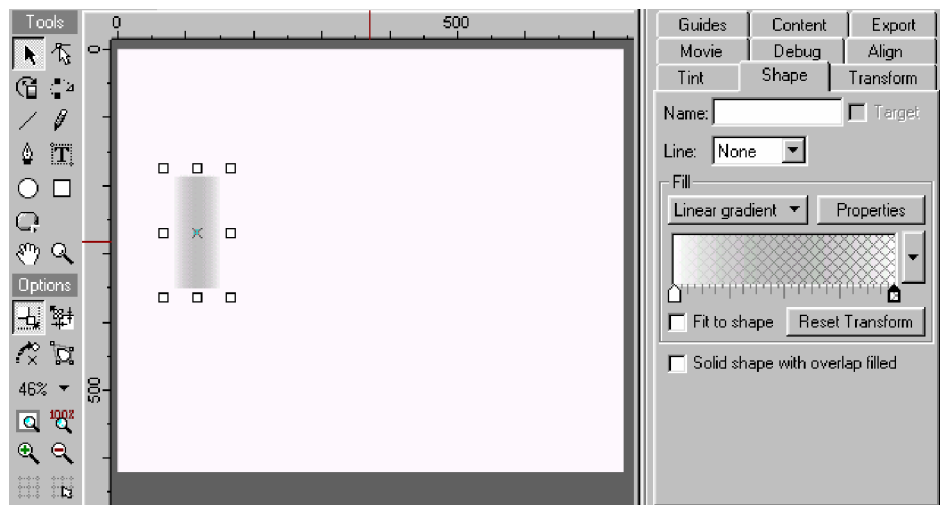 Tools
0 500
Guides Content Export
Movie Debug Align
Tint Shape Transform
Name: Target
Line: None
Fill
Linear gradient Properties
Fit to shape Reset Transform
Solid shape with overlap filled
T
Options
46%
100%
0
500